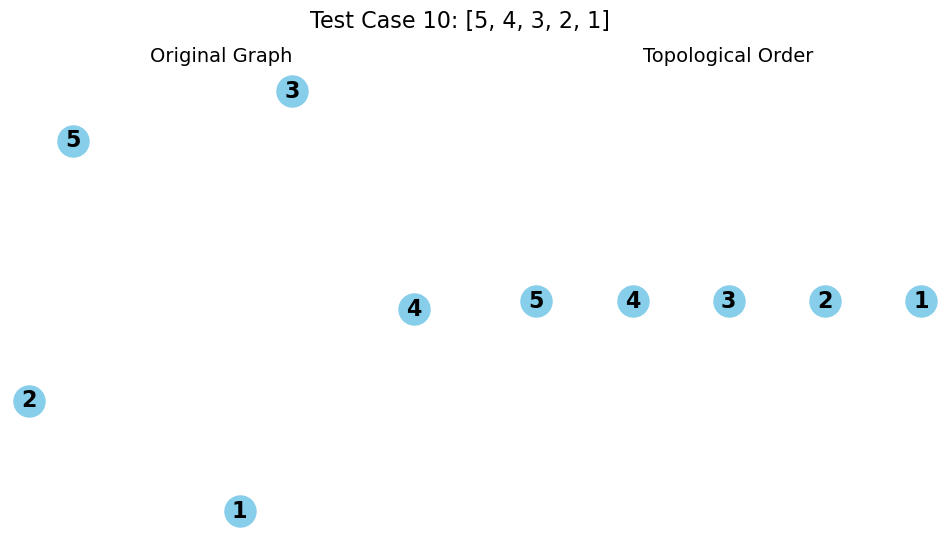 Test Case 10: [5, 4, 3, 2, 1]
Original Graph
3
5
4
2
1
Topological Order
5 4 3 2 1